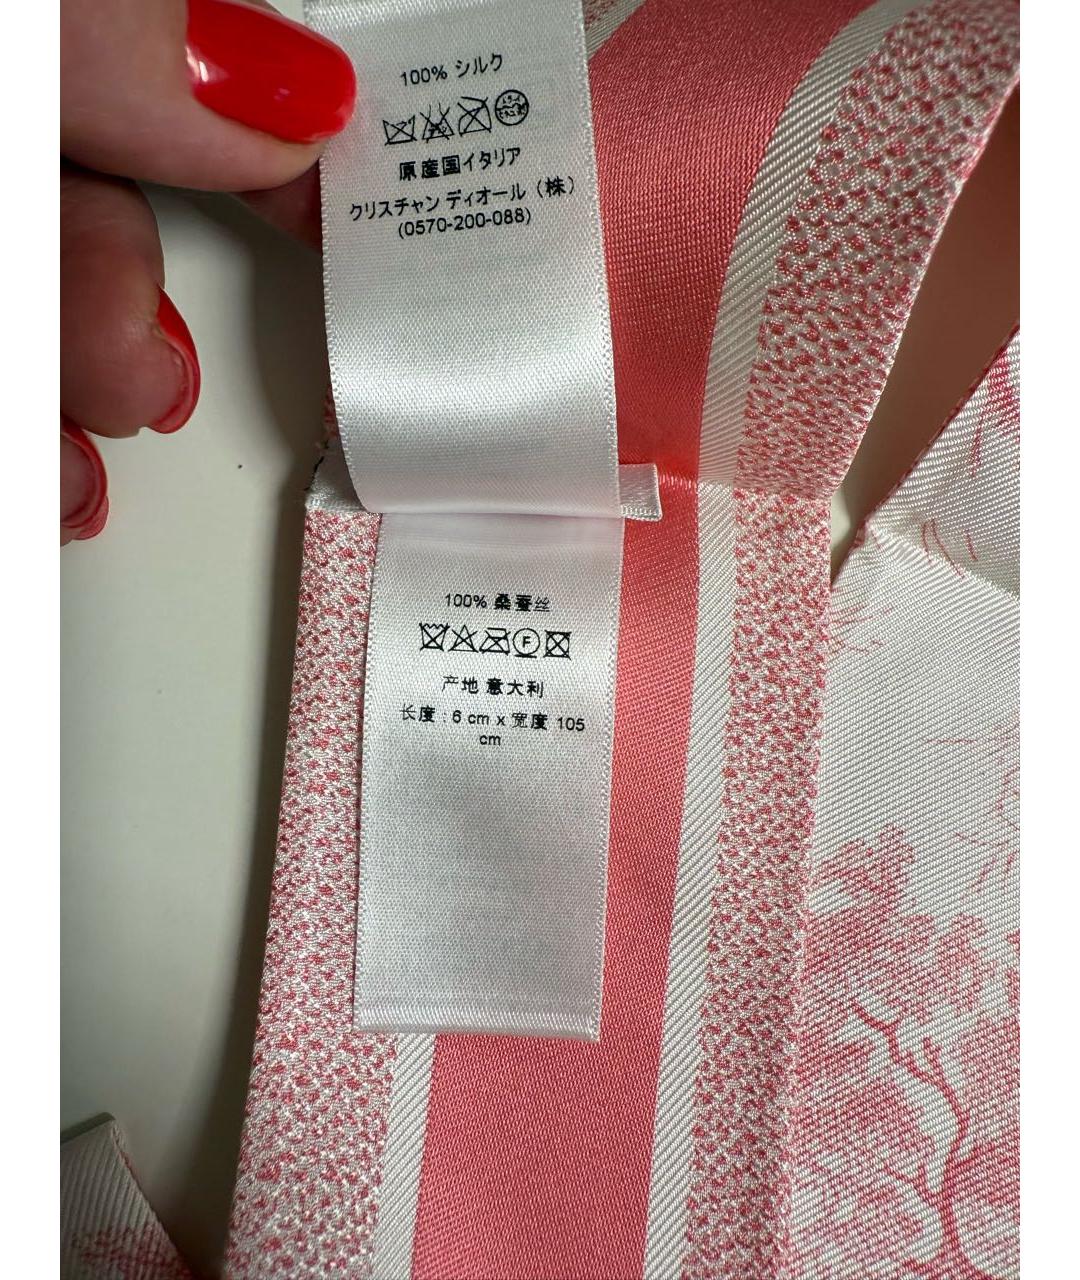 100% シルク
原産国イタリア
クリスチャン ディオール（株）
(0570-200-088)
100% 桑蚕丝
F
产地 意大利
长度 : 6 cm x 宽度 105
cm